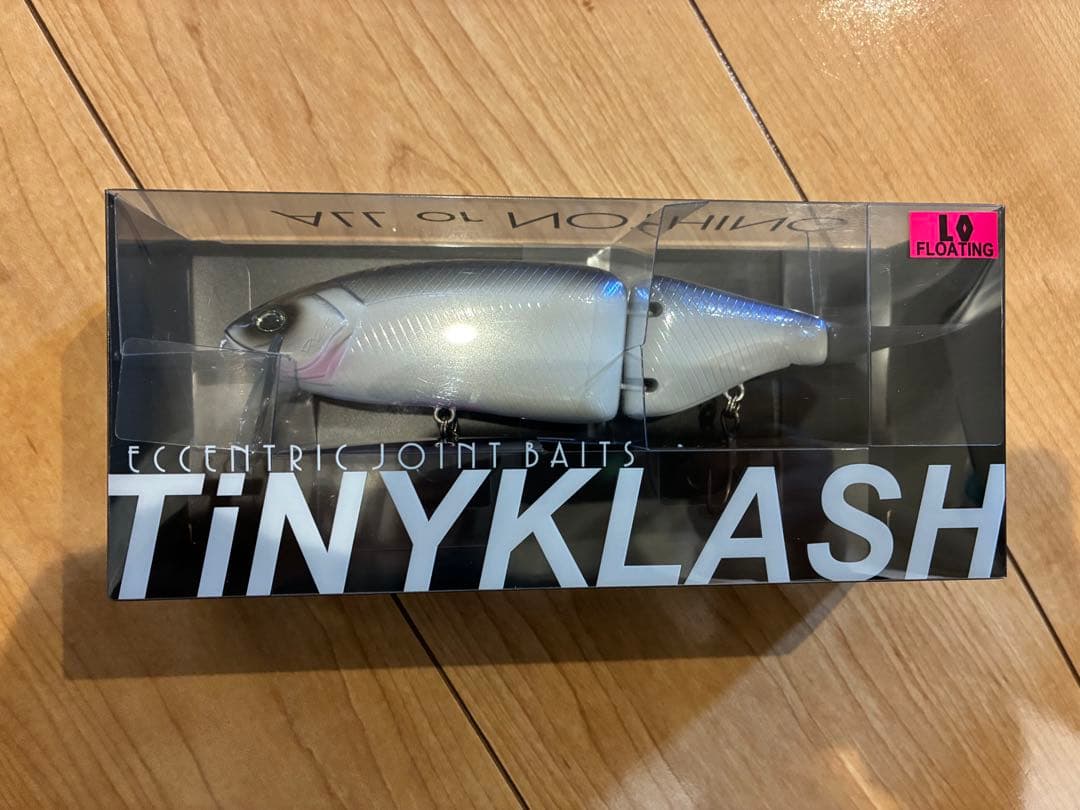 ALL or NOTHING
LO
FLOATING
ECCENTRIC JOINT BAITS
TiNYKLASH